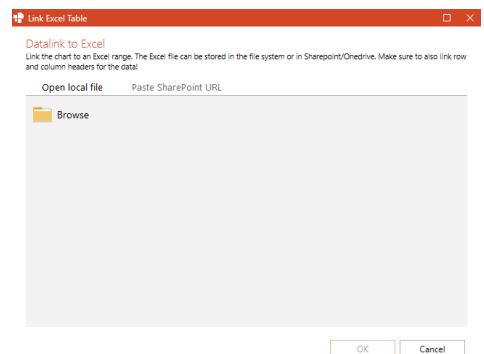 Link Excel Table
Datalink to Excel
Link the chart to an Excel range. The Excel file can be stored in the file system or in Sharepoint/Onedrive. Make sure to also link row
and column headers for the data!
Open local file Paste SharePoint URL
Browse
OK Cancel